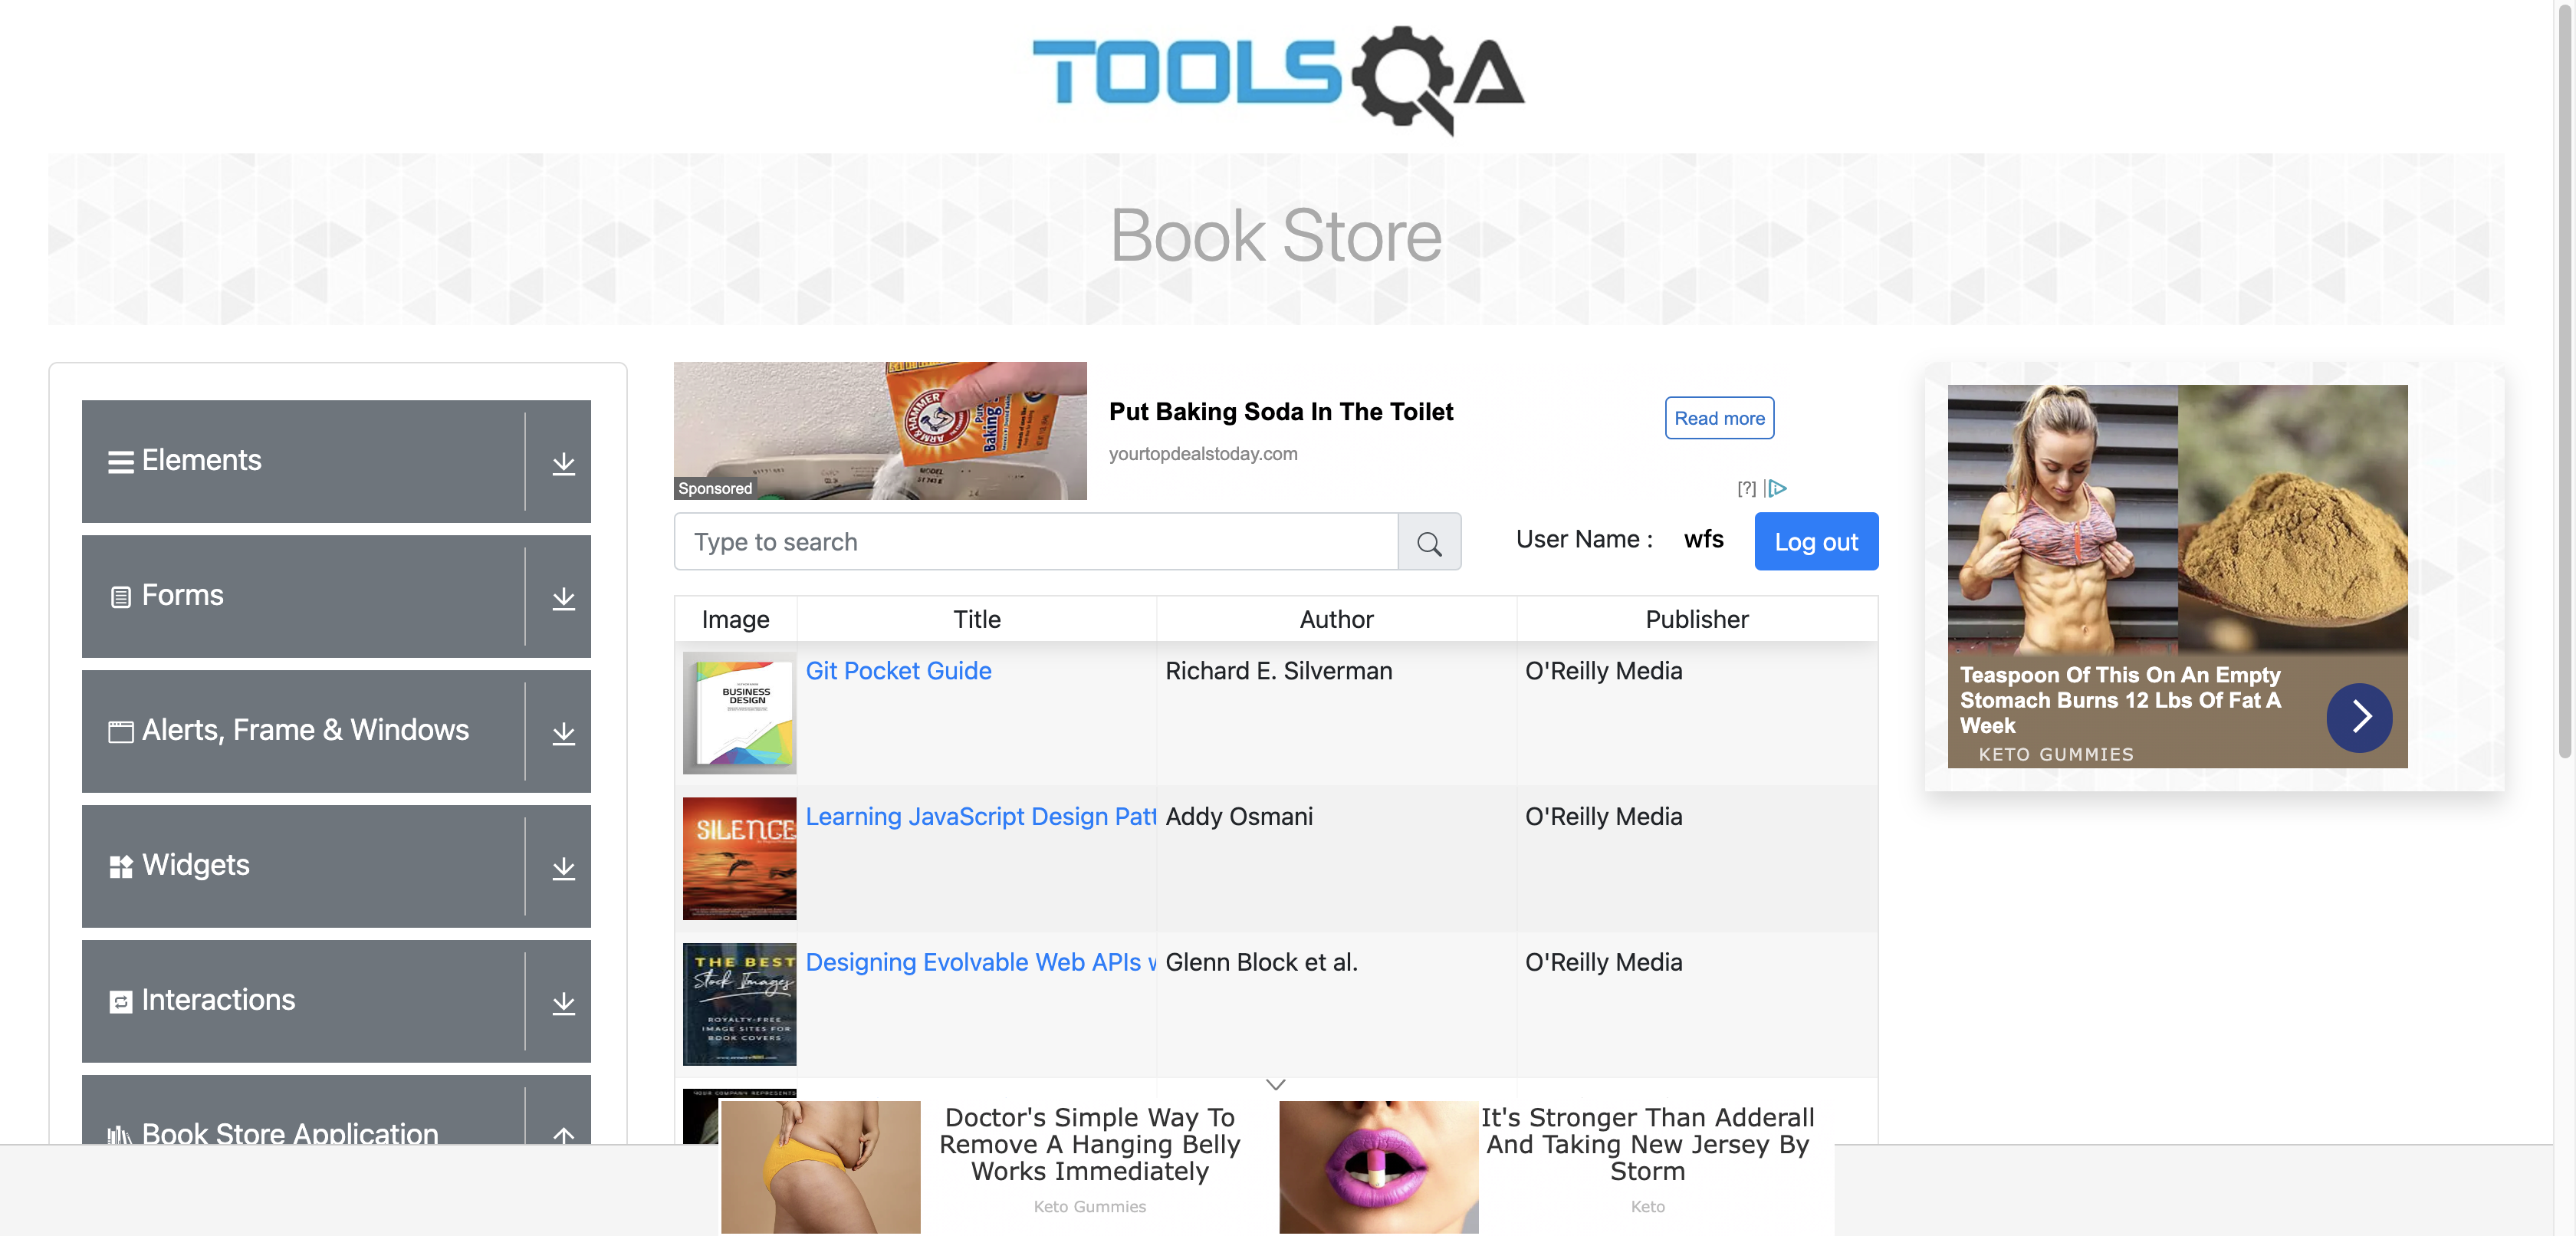 TOOLSQA
Book Store
Elements
Forms
Alerts, Frame & Windows
Widgets
Interactions
Book Store Application
ARM & HAMMER
Pure
Baking
MODEL
Sponsored
Put Baking Soda In The Toilet
yourtopdealstoday.com
Read more
[?]
Type to search
User Name :
wfs
Log out
Image
Title
Author
Publisher
BUSINESS
DESIGN
Git Pocket Guide
Richard E. Silverman
O'Reilly Media
SILENCE
Learning JavaScript Design Patt
Addy Osmani
O'Reilly Media
THE BEST
Stock Images
ROYALTY-FREE
IMAGE SITES FOR
BOOK COVERS
Designing Evolvable Web APIs w
Glenn Block et al.
O'Reilly Media
Doctor's Simple Way To
Remove A Hanging Belly
Works Immediately
Keto Gummies
It's Stronger Than Adderall
And Taking New Jersey By
Storm
Keto
Teaspoon Of This On An Empty
Stomach Burns 12 Lbs Of Fat A
Week
KETO GUMMIES